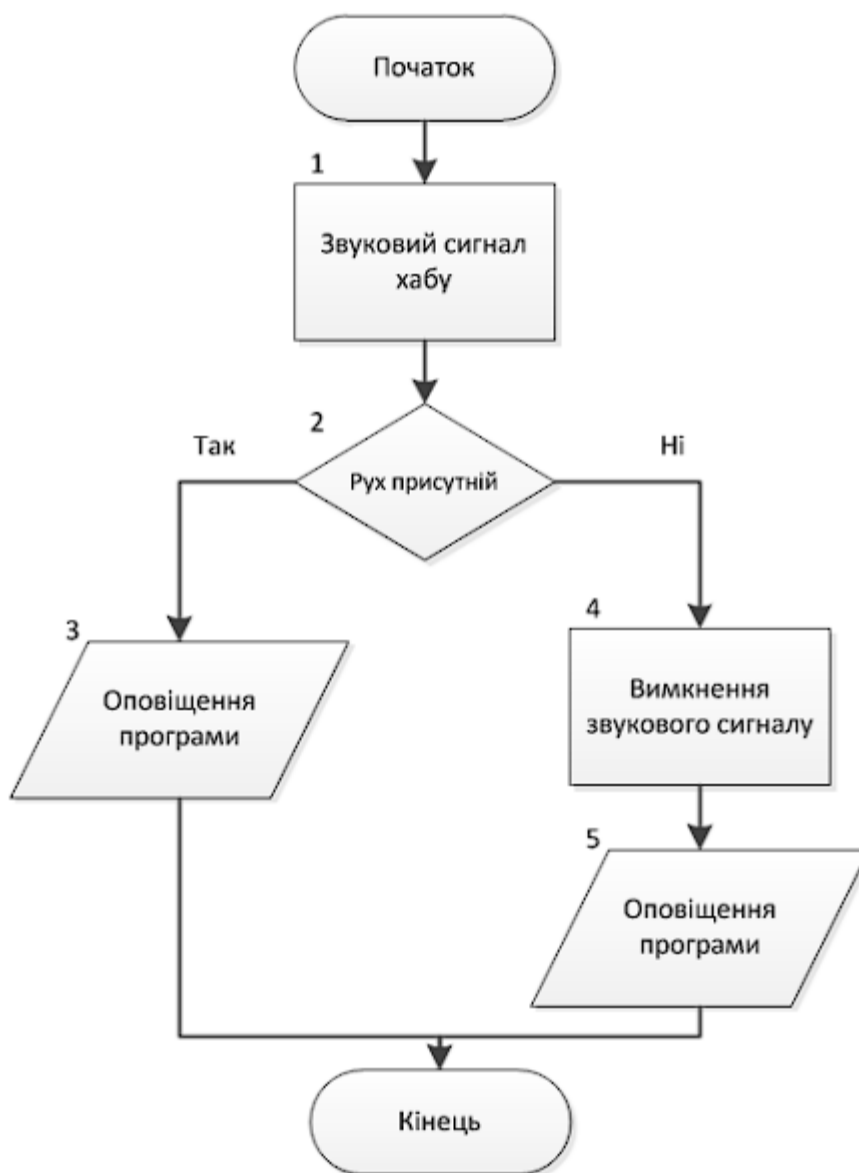 Початок
1
Звуковий сигнал
хабу
2
Так
Ні
Рух присутній
3
Оповіщення
програми
4
Вимкнення
звукового сигналу
5
Оповіщення
програми
Кінець